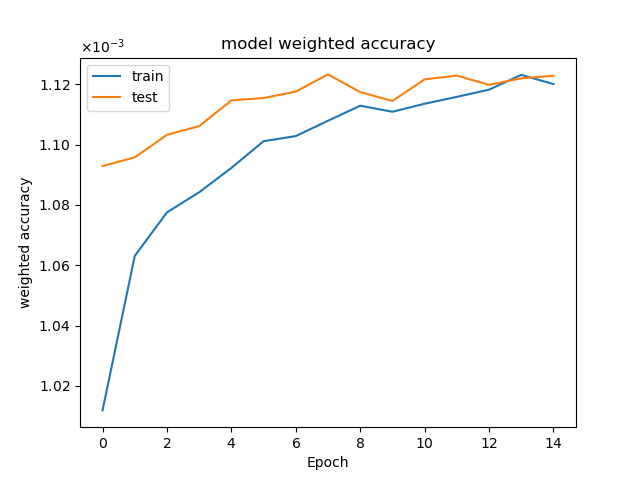 ×10⁻³
model weighted accuracy
train
test
1.12
1.10
1.08
1.06
1.04
1.02
weighted accuracy
0 2 4 6 8 10 12 14
Epoch